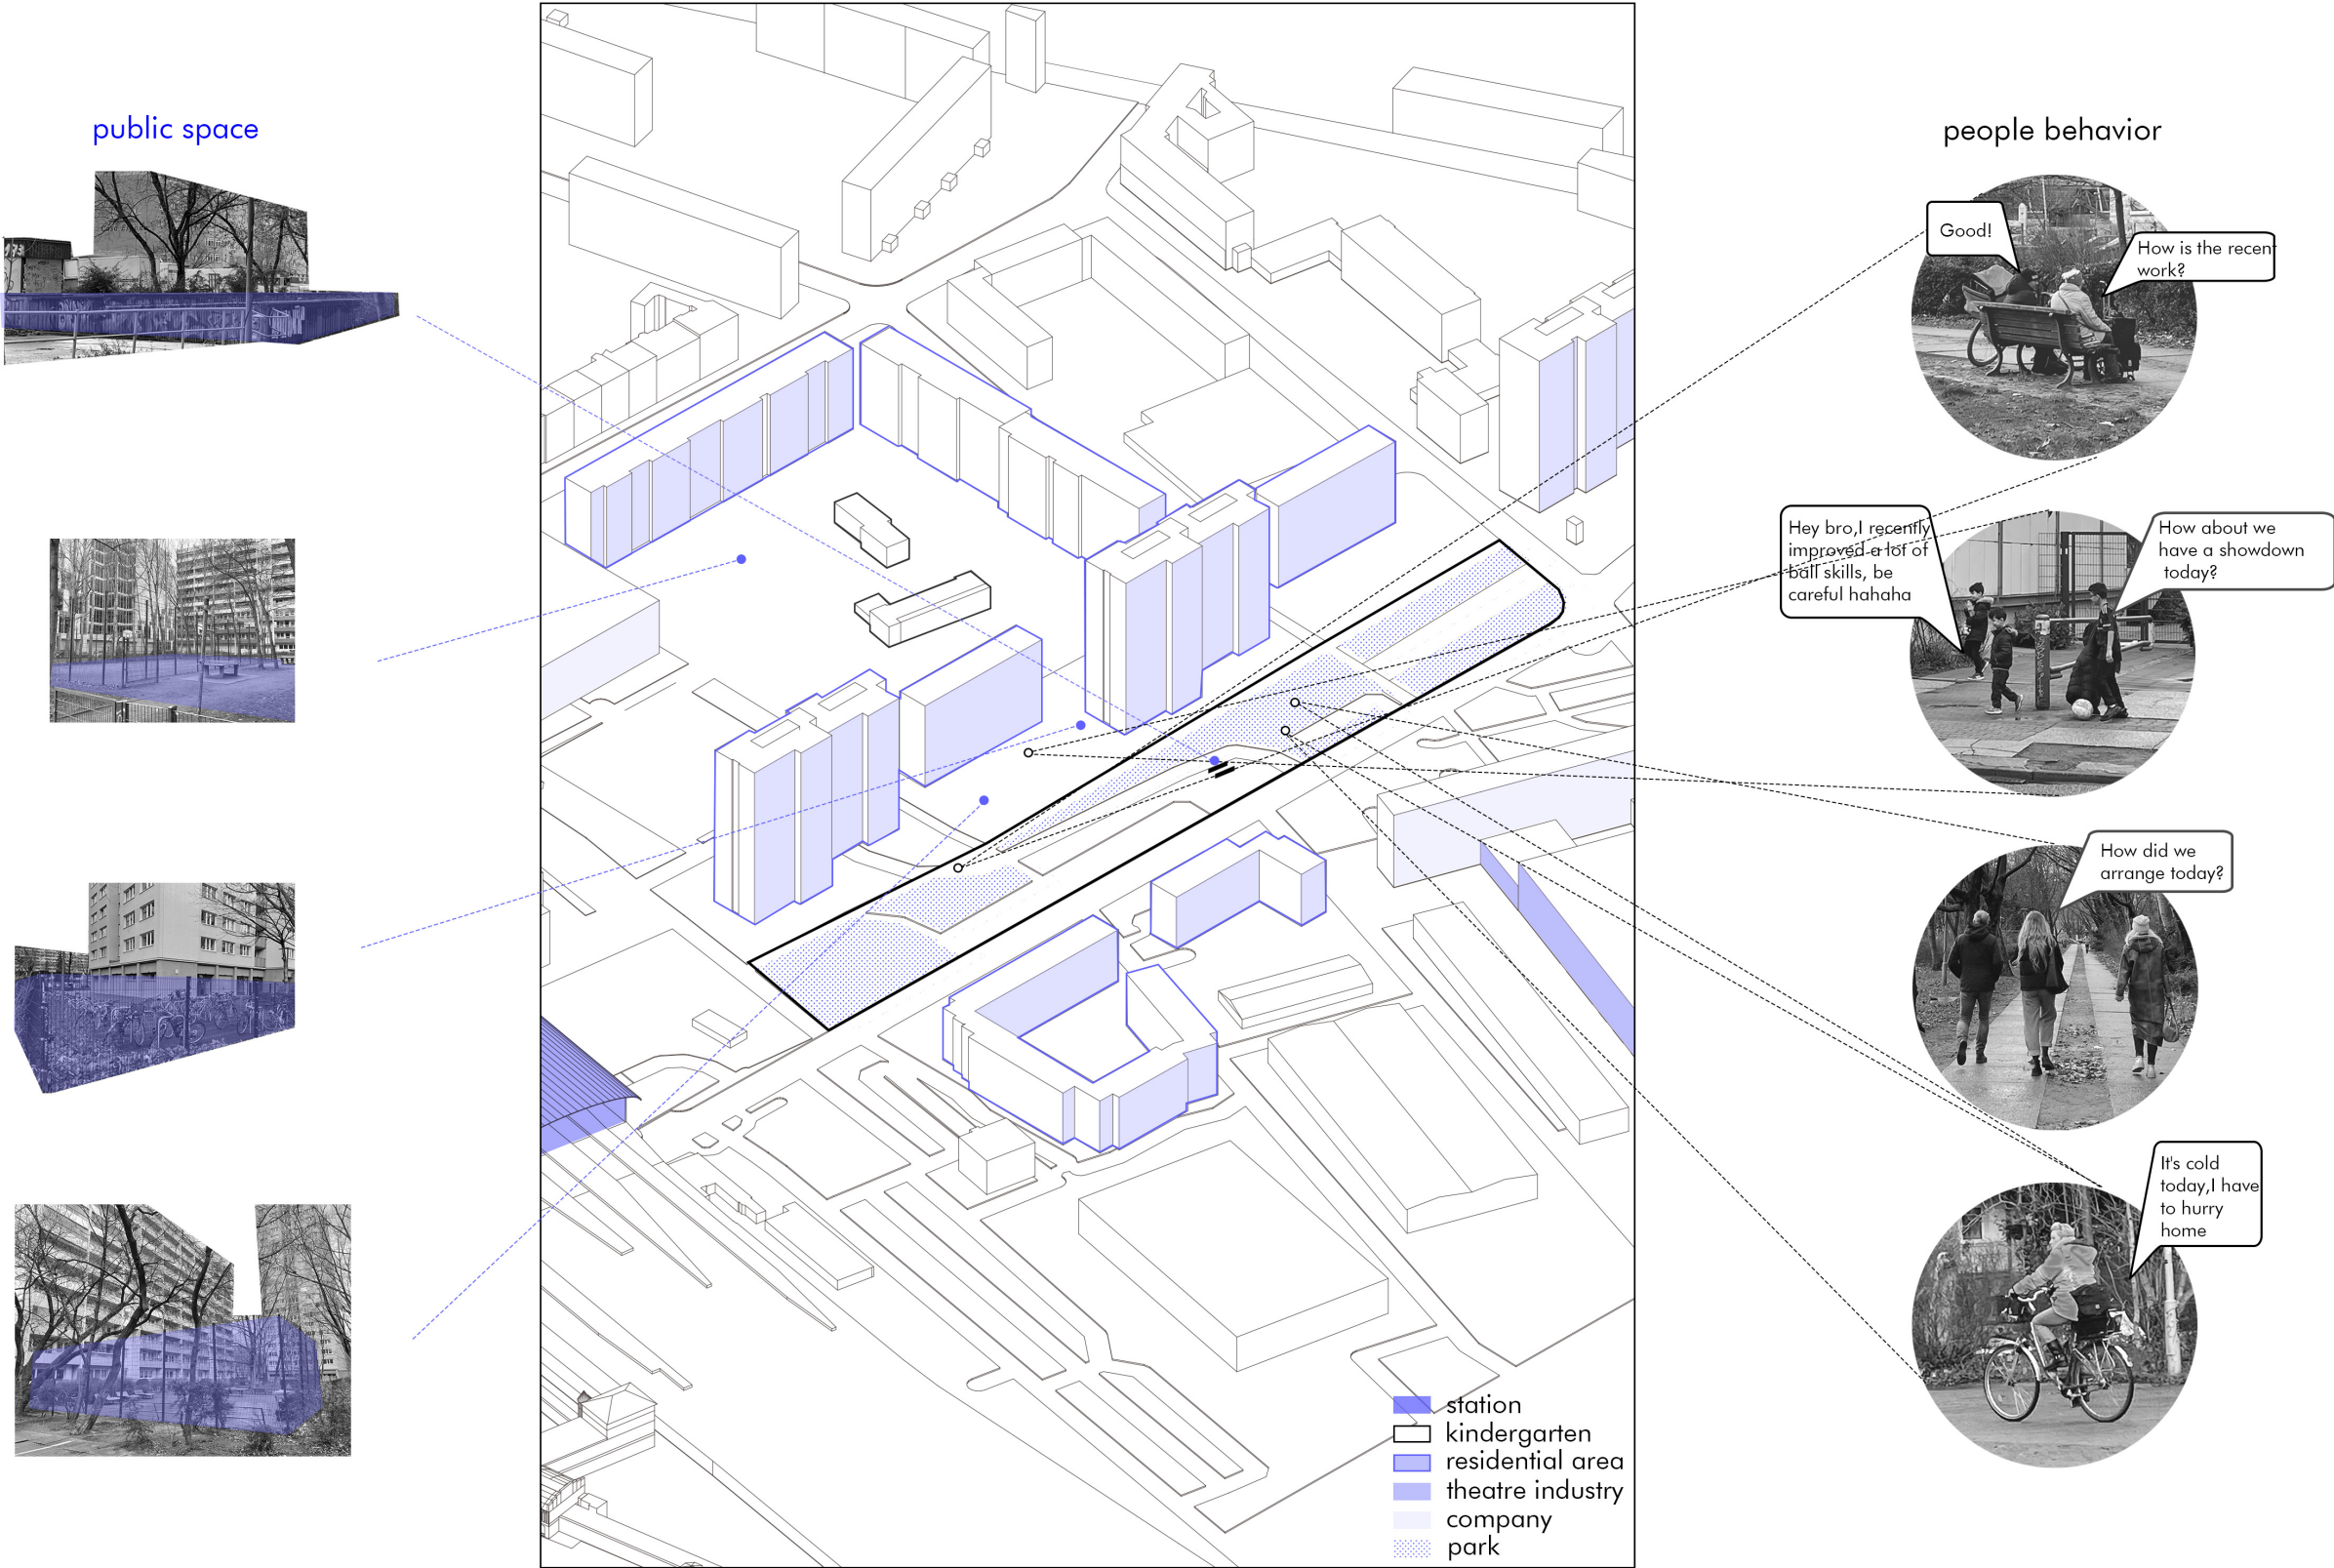 public space
people behavior
Good!
How is the recent
work?
Hey bro,I recently
improved a lot of
ball skills, be
careful hahaha
How about we
have a showdown
today?
How did we
arrange today?
It's cold
today,I have
to hurry
home
station
kindergarten
residential area
theatre industry
company
park